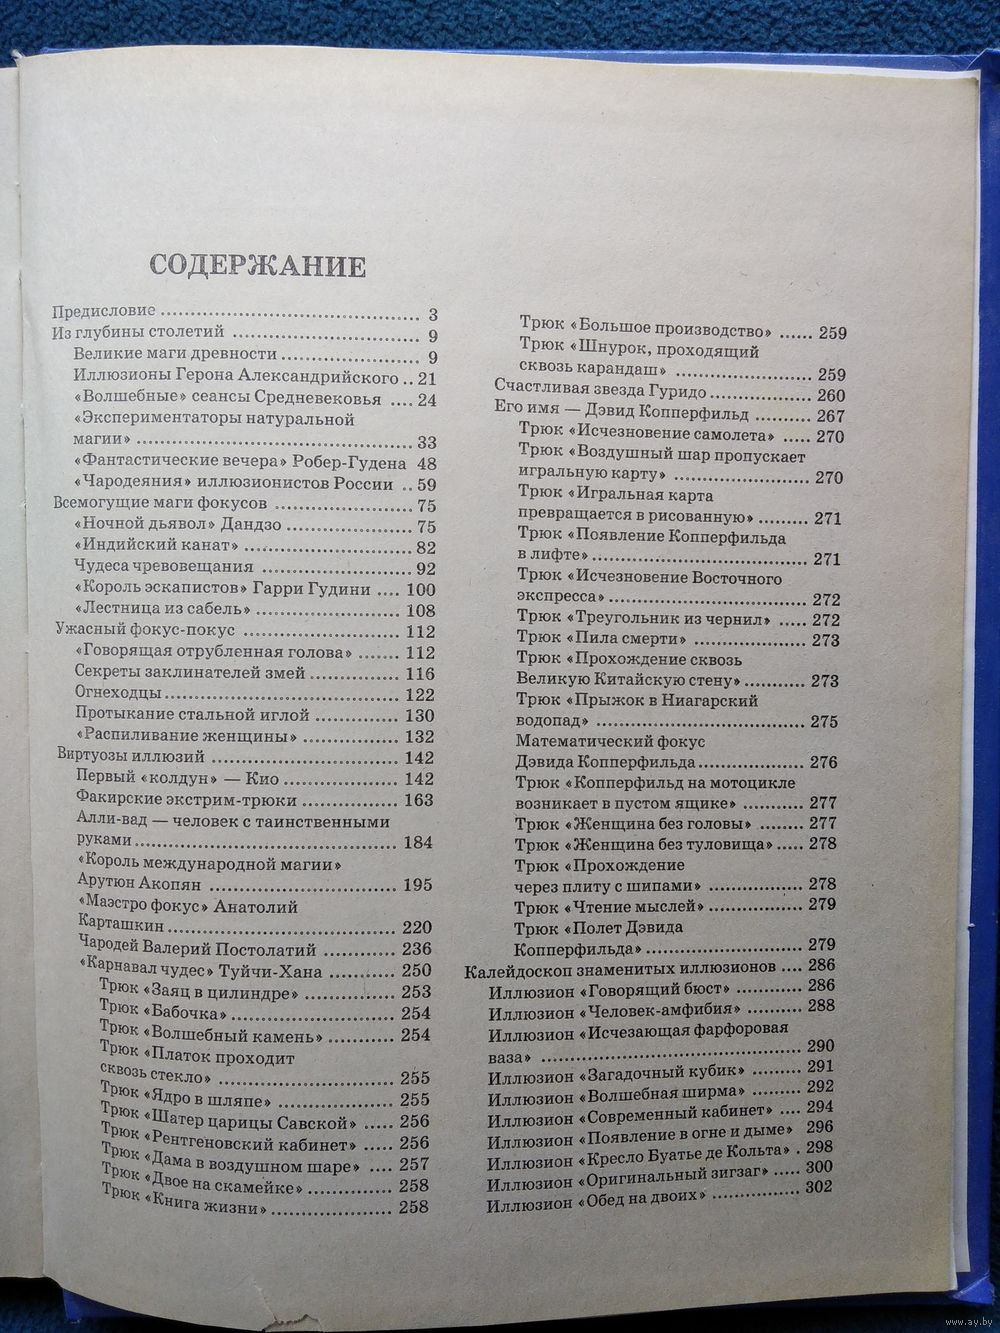 СОДЕРЖАНИЕ
Предисловие ........................................ 3
Из глубины столетий ............................ 9
Великие маги древности ..................... 9
Иллюзионы Герона Александрийского .. 21
«Волшебные» сеансы Средневековья .... 24
«Экспериментаторы натуральной
магии» .......................................... 33
«Фантастические вечера» Робер-Гудена 48
«Чародеяния» иллюзионистов России .. 59
Всемогущие маги фокусов ..................... 75
«Ночной дьявол» Дандзо ................... 75
«Индийский канат» ......................... 82
Чудеса чревовещания ........................ 92
«Король эскапистов» Гарри Гудини .... 100
«Лестница из сабель» ....................... 108
Ужасный фокус-покус ........................ 112
«Говорящая отрубленная голова» ....... 112
Секреты заклинателей змей .............. 116
Огнеходцы .................................... 122
Протыкание стальной иглой ............. 130
«Распиливание женщины» ............... 132
Виртуозы иллюзий ............................. 142
Первый «колдун» — Кио .................. 142
Факирские экстрим-трюки ............... 163
Алли-вад — человек с таинственными
руками ........................................ 184
«Король международной магии»
Арутюн Акопян ............................ 195
«Маэстро фокус» Анатолий
Карташкин ................................... 220
Чародей Валерий Постолатий ............ 236
«Карнавал чудес» Туйчи-Хана .......... 250
Трюк «Заяц в цилиндре» ............... 253
Трюк «Бабочка» .......................... 254
Трюк «Волшебный камень» ........... 254
Трюк «Платок проходит
сквозь стекло» ............................ 255
Трюк «Ядро в шляпе» ................... 255
Трюк «Шатер царицы Савской» ..... 256
Трюк «Рентгеновский кабинет» ...... 256
Трюк «Дама в воздушном шаре» .... 257
Трюк «Двое на скамейке» .............. 258
Трюк «Книга жизни» .................... 258
Трюк «Большое производство» ...... 259
Трюк «Шнурок, проходящий
сквозь карандаш» ...................... 259
Счастливая звезда Гуридо ................. 260
Его имя — Дэвид Копперфильд .......... 267
Трюк «Исчезновение самолета» ..... 270
Трюк «Воздушный шар пропускает
игральную карту» ...................... 270
Трюк «Игральная карта
превращается в рисованную» ......... 271
Трюк «Появление Копперфильда
в лифте» ................................... 271
Трюк «Исчезновение Восточного
экспресса» ................................. 272
Трюк «Треугольник из чернил» ..... 272
Трюк «Пила смерти» .................... 273
Трюк «Прохождение сквозь
Великую Китайскую стену» ........... 273
Трюк «Прыжок в Ниагарский
водопад» ................................... 275
Математический фокус
Дэвида Копперфильда .................. 276
Трюк «Копперфильд на мотоцикле
возникает в пустом ящике» ........... 277
Трюк «Женщина без головы» ........ 277
Трюк «Женщина без туловища» ..... 278
Трюк «Прохождение
через плиту с шипами» ................. 278
Трюк «Чтение мыслей» ................. 279
Трюк «Полет Дэвида
Копперфильда» ........................... 279
Калейдоскоп знаменитых иллюзионов .... 286
Иллюзион «Говорящий бюст» ............ 286
Иллюзион «Человек-амфибия» ......... 288
Иллюзион «Исчезающая фарфоровая
ваза» ......................................... 290
Иллюзион «Загадочный кубик» ......... 291
Иллюзион «Волшебная ширма» ......... 292
Иллюзион «Современный кабинет» .... 294
Иллюзион «Появление в огне и дыме» 296
Иллюзион «Кресло Буатье де Кольта» . 298
Иллюзион «Оригинальный зигзаг» ..... 300
Иллюзион «Обед на двоих» ............... 302
www.ay.by